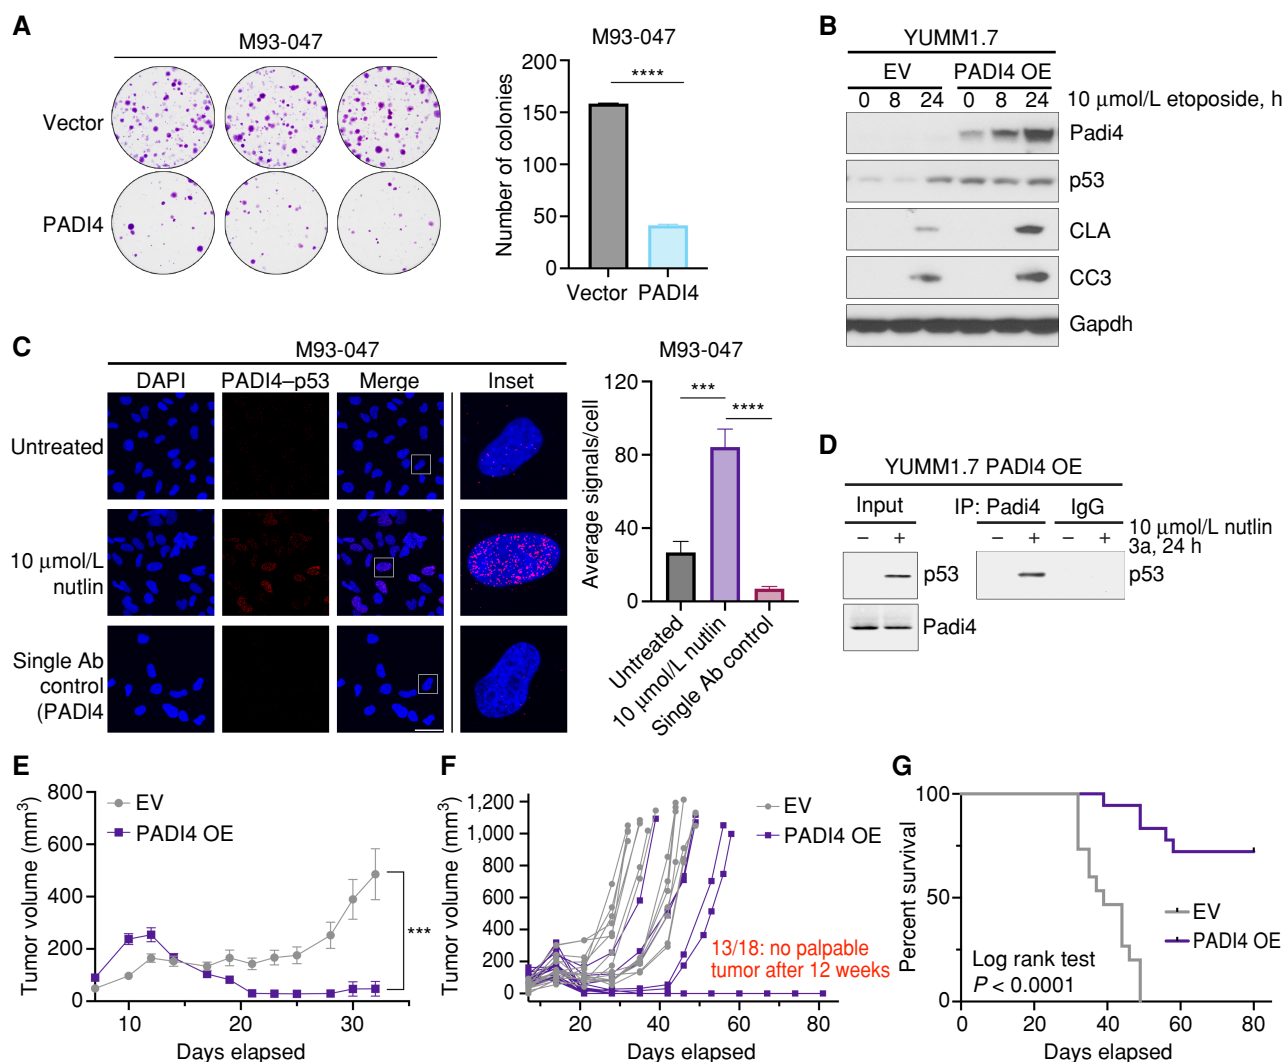 A
M93-047
Vector
PADI4
M93-047
****
Number of colonies
200
150
100
50
0
Vector PADI4
B
YUMM1.7
EV PADI4 OE
0 8 24 0 8 24 10 μmol/L etoposide, h
Padi4
p53
CLA
CC3
Gapdh
C
M93-047
DAPI PADI4–p53 Merge Inset
Untreated
10 μmol/L
nutlin
Single Ab
control
(PADI4
M93-047
*** ****
Average signals/cell
120
80
40
0
Untreated
10 μmol/L nutlin
Single Ab control
D
YUMM1.7 PADI4 OE
Input IP: Padi4 IgG
– + – + – + 10 μmol/L nutlin
3a, 24 h
p53 p53
Padi4
E
EV
PADI4 OE
Tumor volume (mm³)
800
600
400
200
0
10 20 30
Days elapsed
***
F
EV
PADI4 OE
Tumor volume (mm³)
1,200
1,000
800
600
400
200
0
20 40 60 80
Days elapsed
13/18: no palpable
tumor after 12 weeks
G
Percent survival
100
50
0
0 20 40 60 80
Days elapsed
EV
PADI4 OE
Log rank test
P < 0.0001